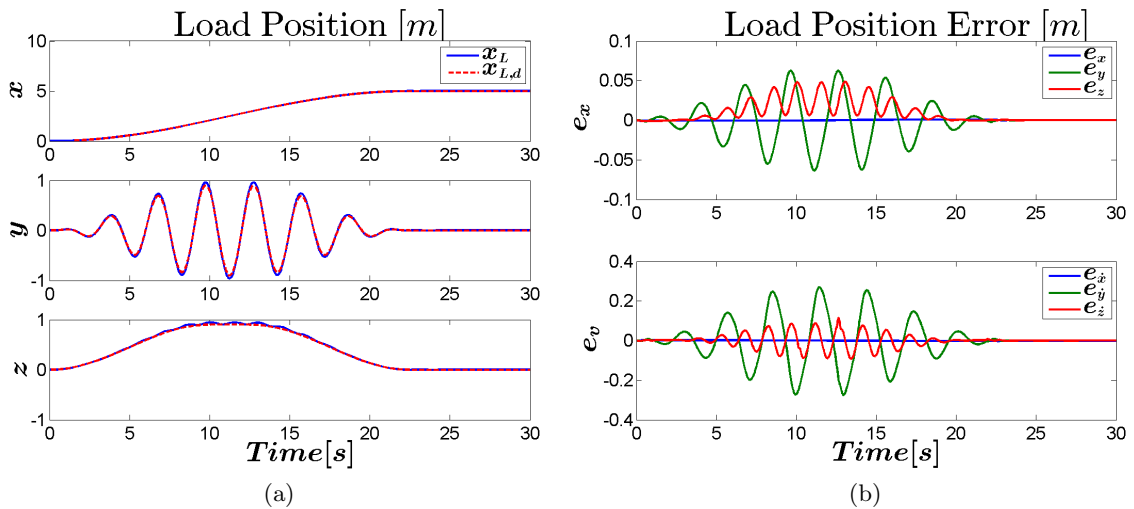 Load Position [m]
10
5
0
x
x_L
x_{L,d}
0 5 10 15 20 25 30
1
0
-1
y
0 5 10 15 20 25 30
1
0
-1
z
0 5 10 15 20 25 30
Time[s]
(a)
Load Position Error [m]
0.1
0.05
0
-0.05
-0.1
e_x
e_x
e_y
e_z
0 5 10 15 20 25 30
0.4
0.2
0
-0.2
-0.4
e_v
e_ẋ
e_ẏ
e_ż
0 5 10 15 20 25 30
Time[s]
(b)